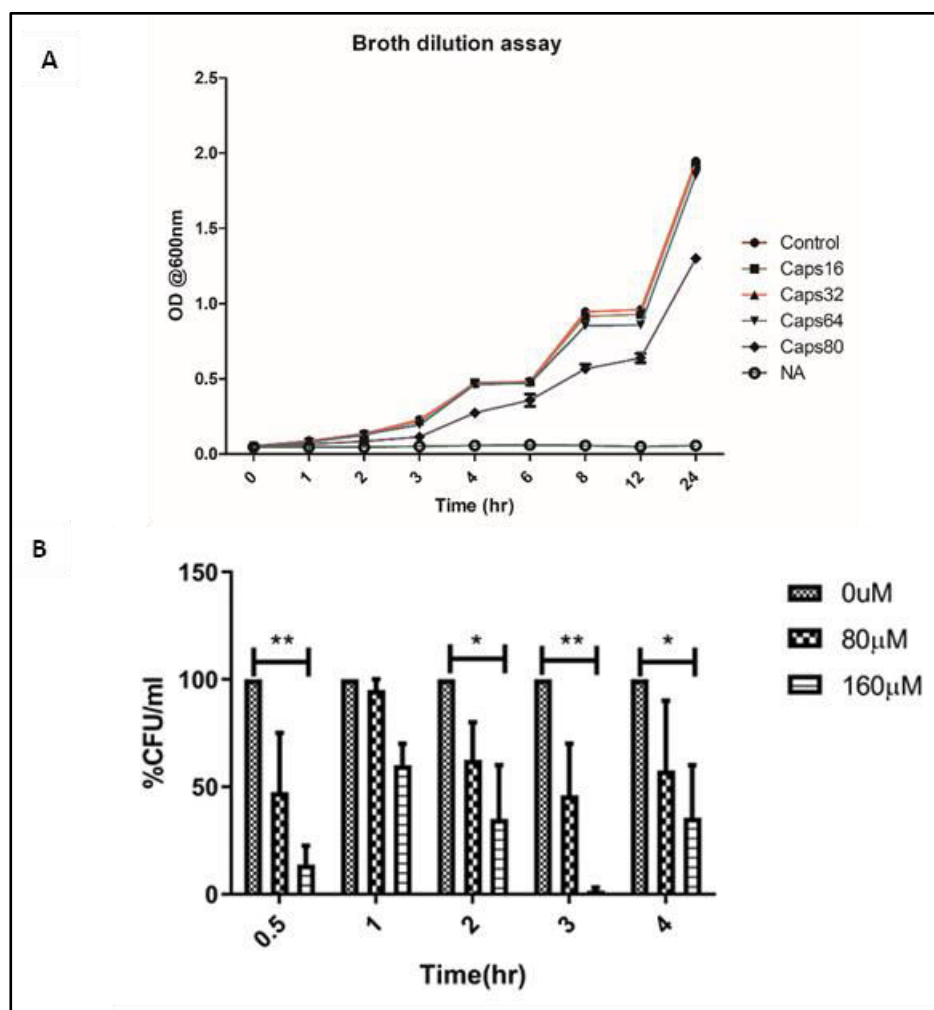 A
Broth dilution assay
OD @600nm
2.5
2.0
1.5
1.0
0.5
0.0
0 1 2 3 4 6 8 12 24
Time (hr)
Control
Caps16
Caps32
Caps64
Caps80
NA
B
%CFU/ml
150
100
50
0
** * ** *
0.5 1 2 3 4
Time(hr)
0uM
80μM
160μM